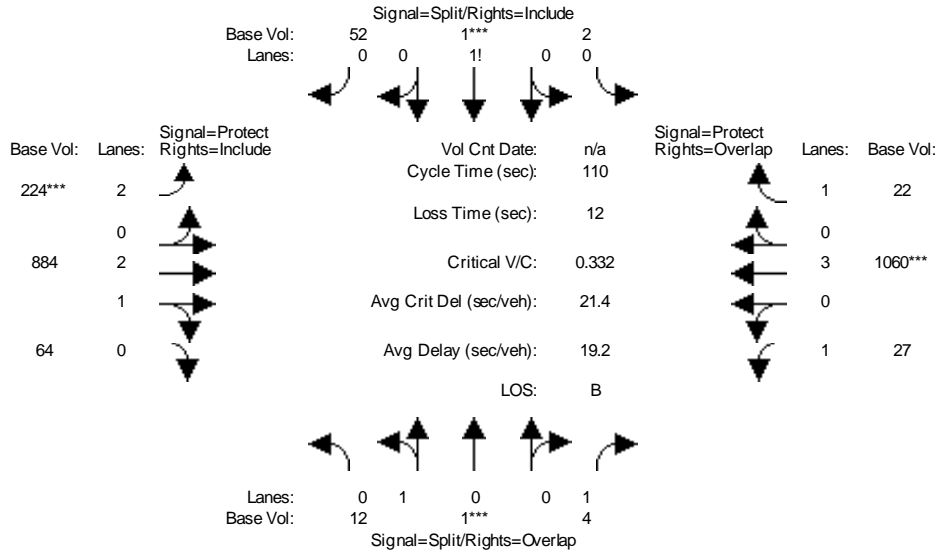 Signal=Split/Rights=Include
Base Vol: 52 1*** 2
Lanes: 0 0 1! 0 0
Signal=Protect
Base Vol: Lanes: Rights=Include
Vol Cnt Date: n/a
Signal=Protect
Rights=Overlap Lanes: Base Vol:
Cycle Time (sec): 110
224*** 2
1 22
Loss Time (sec): 12
0
0
884 2
Critical V/C: 0.332
3 1060***
1
Avg Crit Del (sec/veh): 21.4
0
64 0
Avg Delay (sec/veh): 19.2
1 27
LOS: B
Lanes: 0 1 0 0 1
Base Vol: 12 1*** 4
Signal=Split/Rights=Overlap